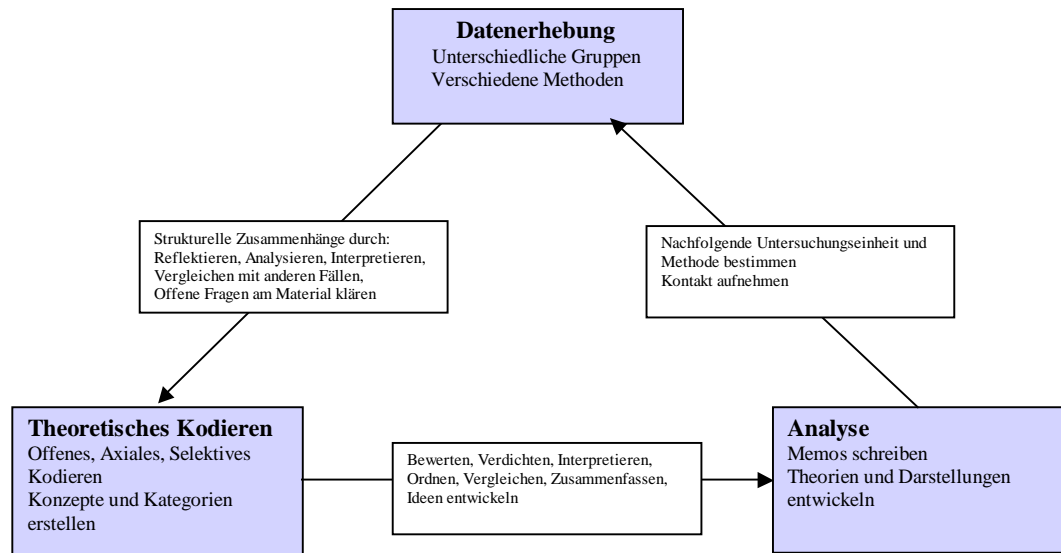 Datenerhebung
Unterschiedliche Gruppen
Verschiedene Methoden
Strukturelle Zusammenhänge durch:
Reflektieren, Analysieren, Interpretieren,
Vergleichen mit anderen Fällen,
Offene Fragen am Material klären
Nachfolgende Untersuchungseinheit und
Methode bestimmen
Kontakt aufnehmen
Theoretisches Kodieren
Offenes, Axiales, Selektives
Kodieren
Konzepte und Kategorien
erstellen
Bewerten, Verdichten, Interpretieren,
Ordnen, Vergleichen, Zusammenfassen,
Ideen entwickeln
Analyse
Memos schreiben
Theorien und Darstellungen
entwickeln